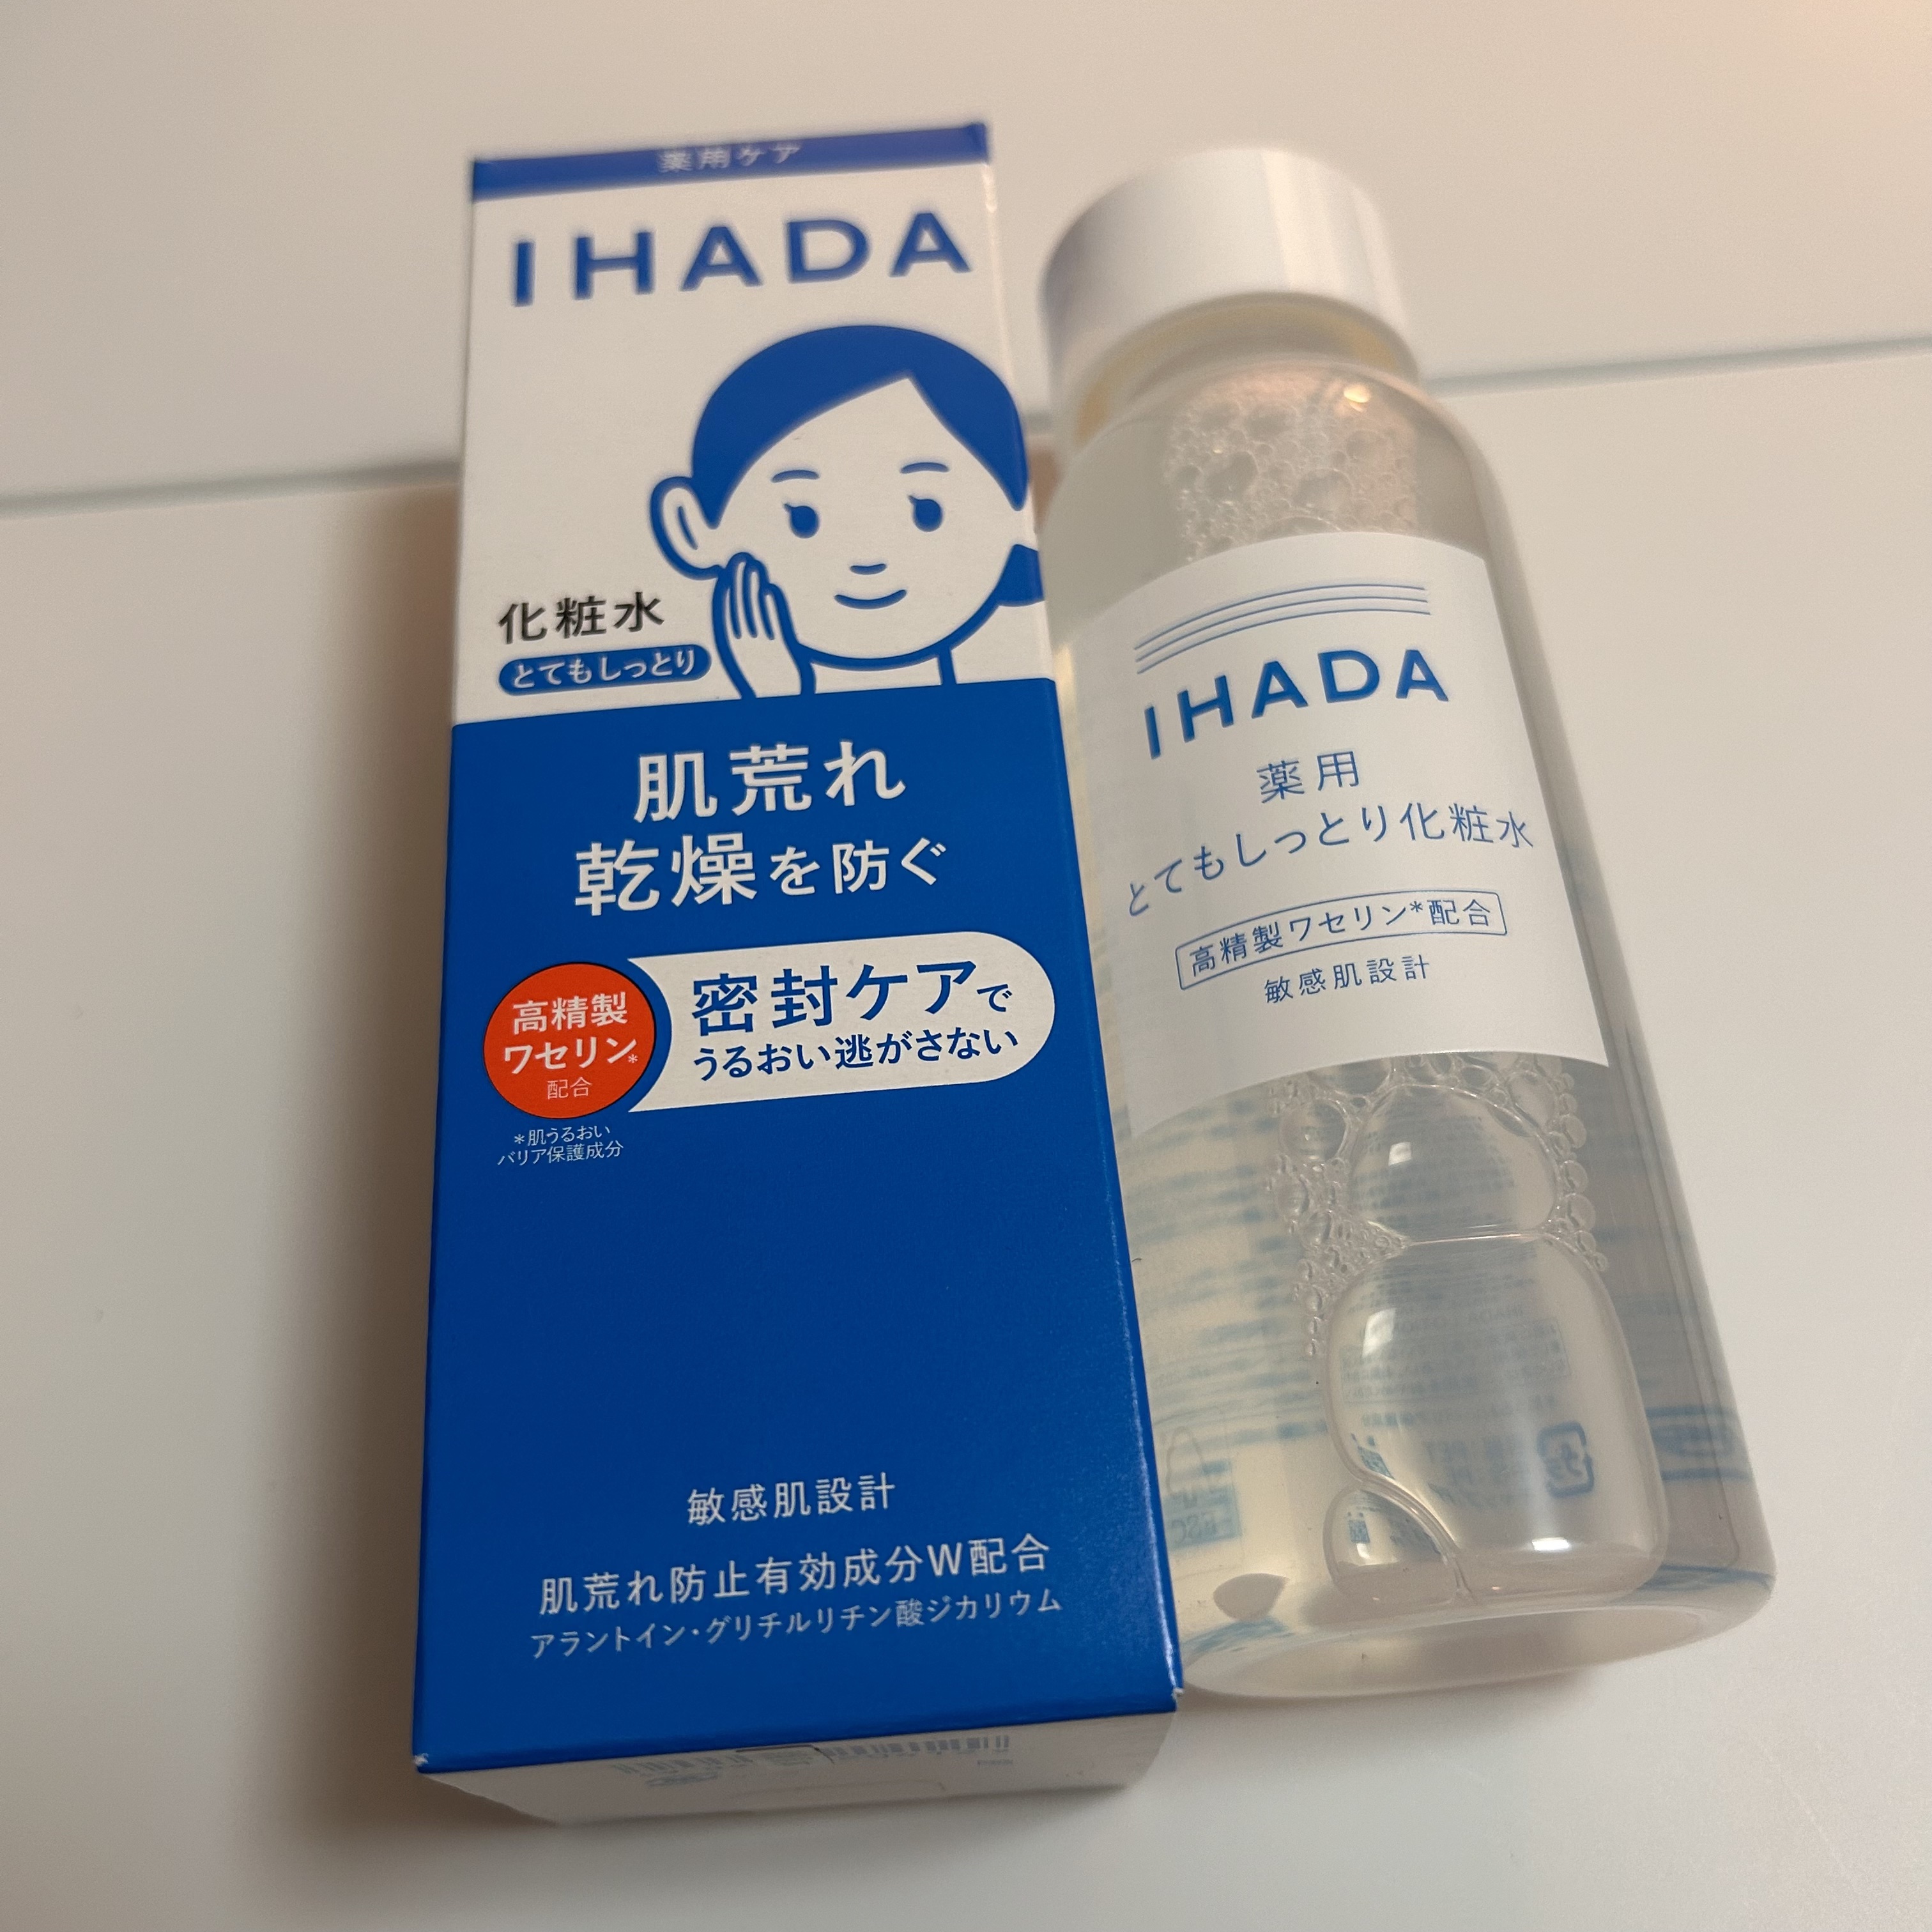 薬用ケア
IHADA
化粧水
とてもしっとり
肌荒れ
乾燥を防ぐ
高精製
ワセリン*
配合
密封ケアで
うるおい逃がさない
*肌うるおい
バリア保護成分
敏感肌設計
肌荒れ防止有効成分W配合
アラントイン・グリチルリチン酸ジカリウム
IHADA
薬用
とてもしっとり化粧水
高精製ワセリン*配合
敏感肌設計